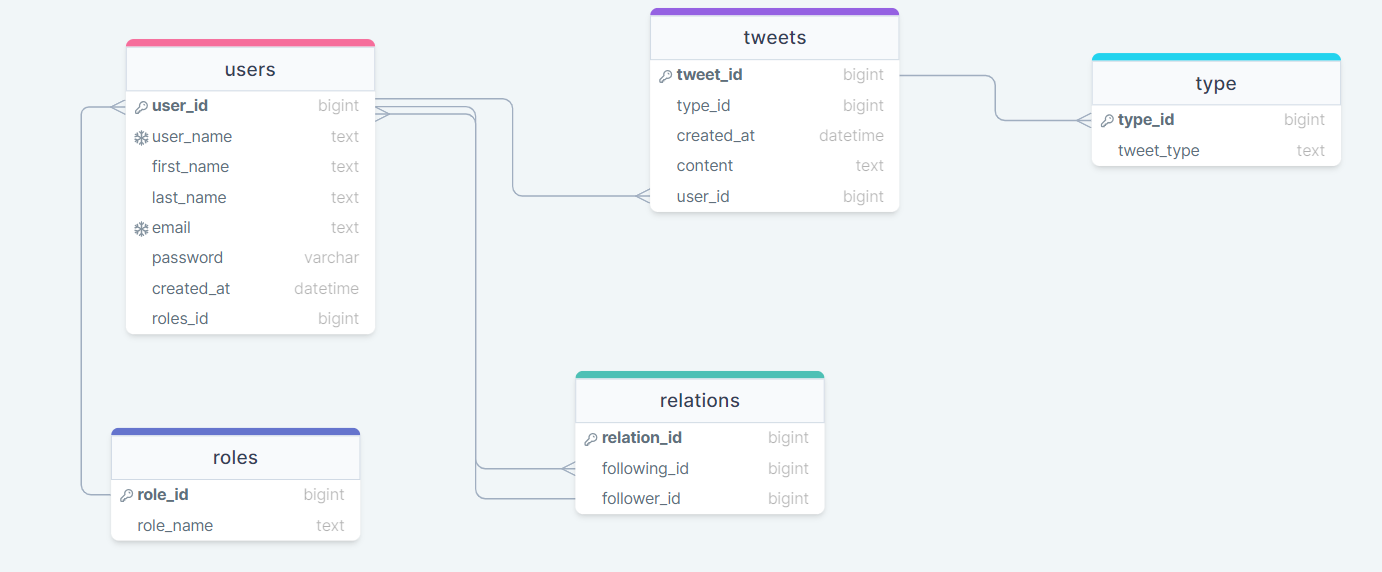 users
user_id bigint
user_name text
first_name text
last_name text
email text
password varchar
created_at datetime
roles_id bigint
tweets
tweet_id bigint
type_id bigint
created_at datetime
content text
user_id bigint
type
type_id bigint
tweet_type text
relations
relation_id bigint
following_id bigint
follower_id bigint
roles
role_id bigint
role_name text